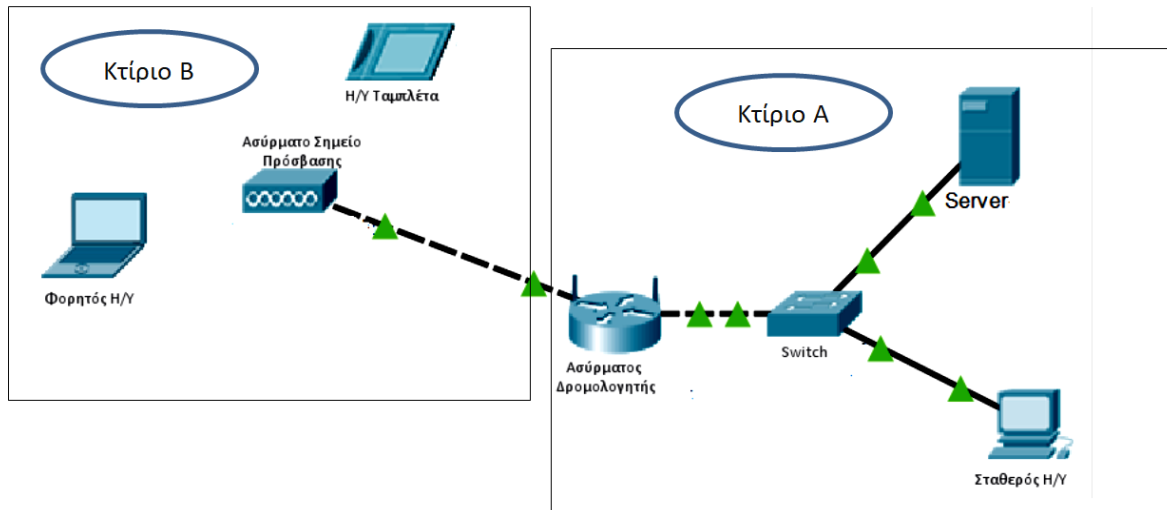 Κτίριο Β
Η/Υ Ταμπλέτα
Ασύρματο Σημείο
Πρόσβασης
Φορητός Η/Υ
Κτίριο Α
Server
Switch
Ασύρματος
Δρομολογητής
Σταθερός Η/Υ